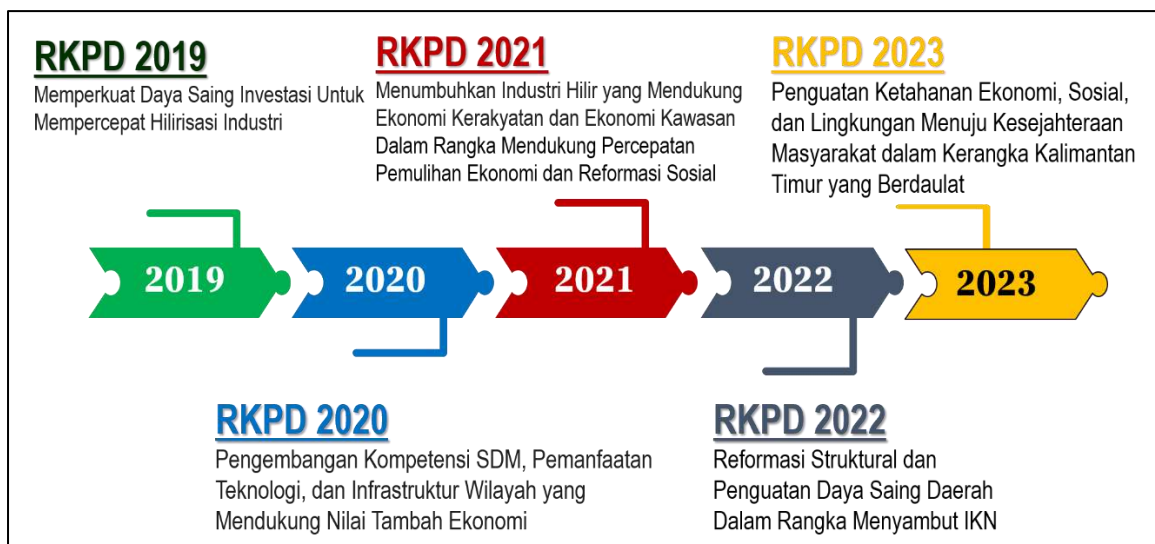 RKPD 2019
Memperkuat Daya Saing Investasi Untuk
Mempercepat Hilirisasi Industri
RKPD 2021
Menumbuhkan Industri Hilir yang Mendukung
Ekonomi Kerakyatan dan Ekonomi Kawasan
Dalam Rangka Mendukung Percepatan
Pemulihan Ekonomi dan Reformasi Sosial
RKPD 2023
Penguatan Ketahanan Ekonomi, Sosial,
dan Lingkungan Menuju Kesejahteraan
Masyarakat dalam Kerangka Kalimantan
Timur yang Berdaulat
2019
2020
2021
2022
2023
RKPD 2020
Pengembangan Kompetensi SDM, Pemanfaatan
Teknologi, dan Infrastruktur Wilayah yang
Mendukung Nilai Tambah Ekonomi
RKPD 2022
Reformasi Struktural dan
Penguatan Daya Saing Daerah
Dalam Rangka Menyambut IKN